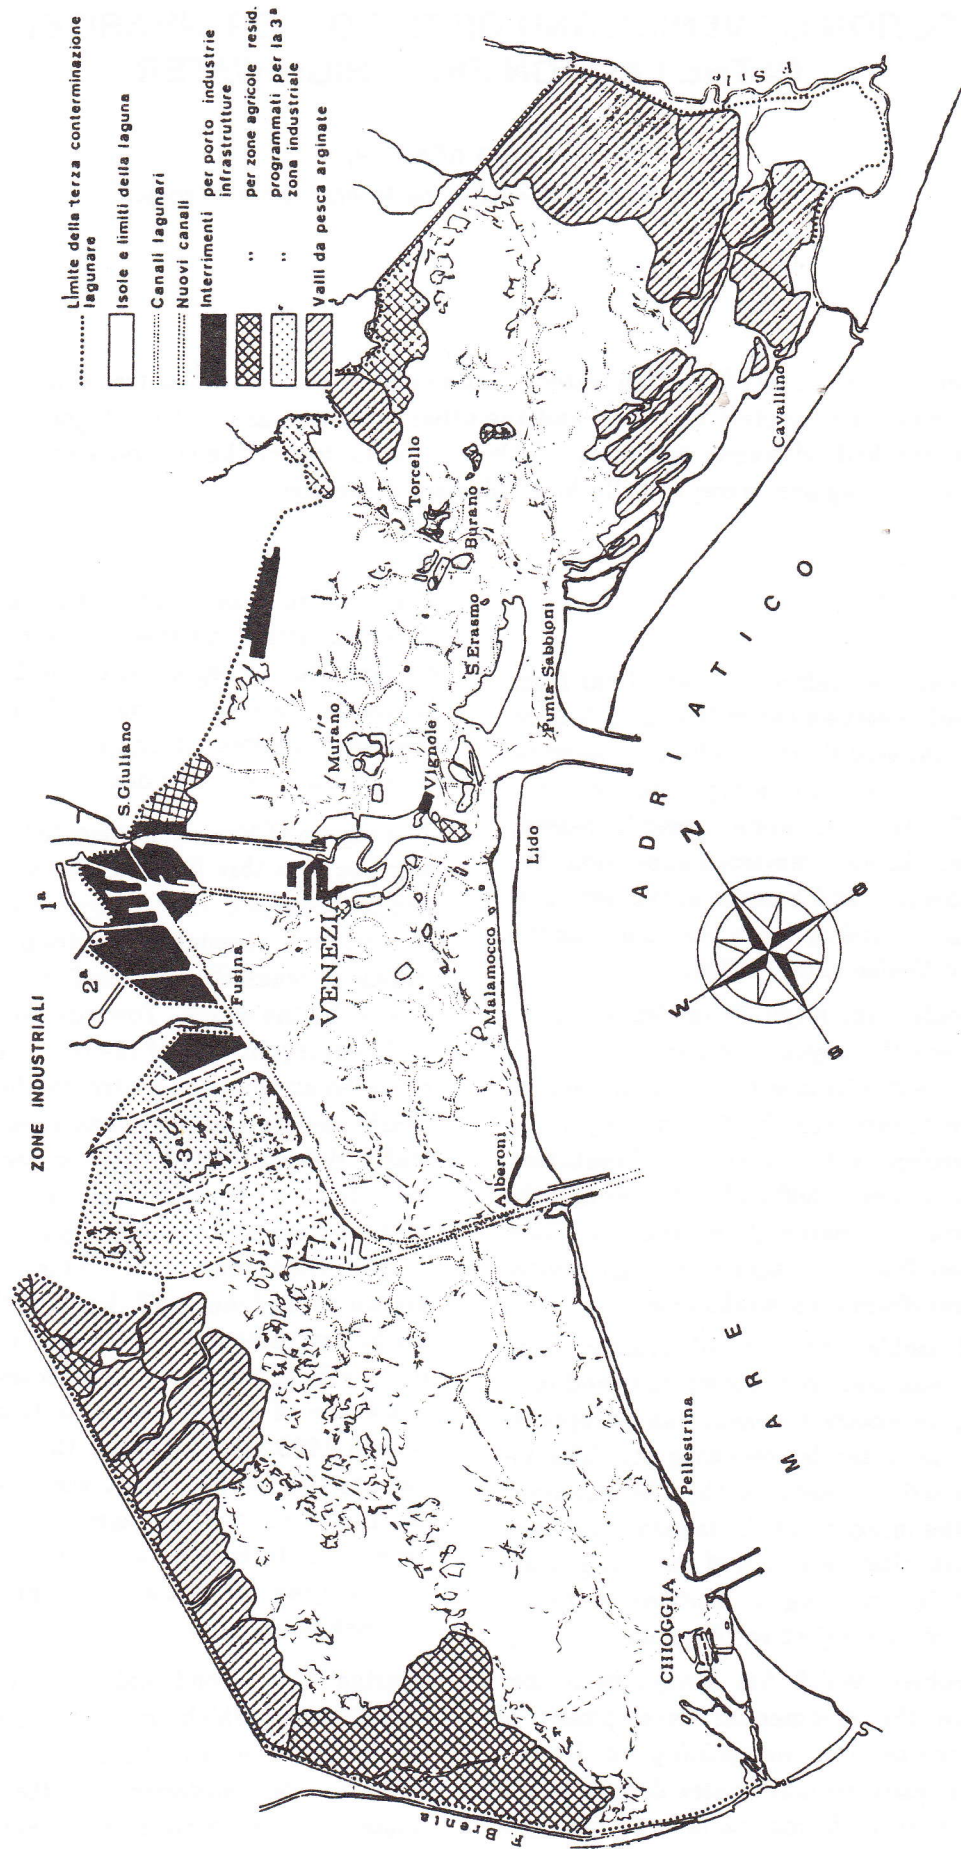 Limite della terza conterminazione
lagunare
Isole e limiti della laguna
Canali lagunari
Nuovi canali
Interrimenti per porto industrie
infrastrutture
" per zone agricole resid.
" programmati per la 3ª
zona industriale
Valli da pesca arginate
ZONE INDUSTRIALI
1ª
2ª
3ª
S. Giuliano
Fusina
VENEZIA
Murano
Vignole
S. Erasmo
Burano
Torcello
Punta Sabbioni
Cavallino
F. Sile
Lido
Malamocco
Alberoni
Pellestrina
CHIOGGIA
F. Brenta
MARE
ADRIATICO
N
W
S